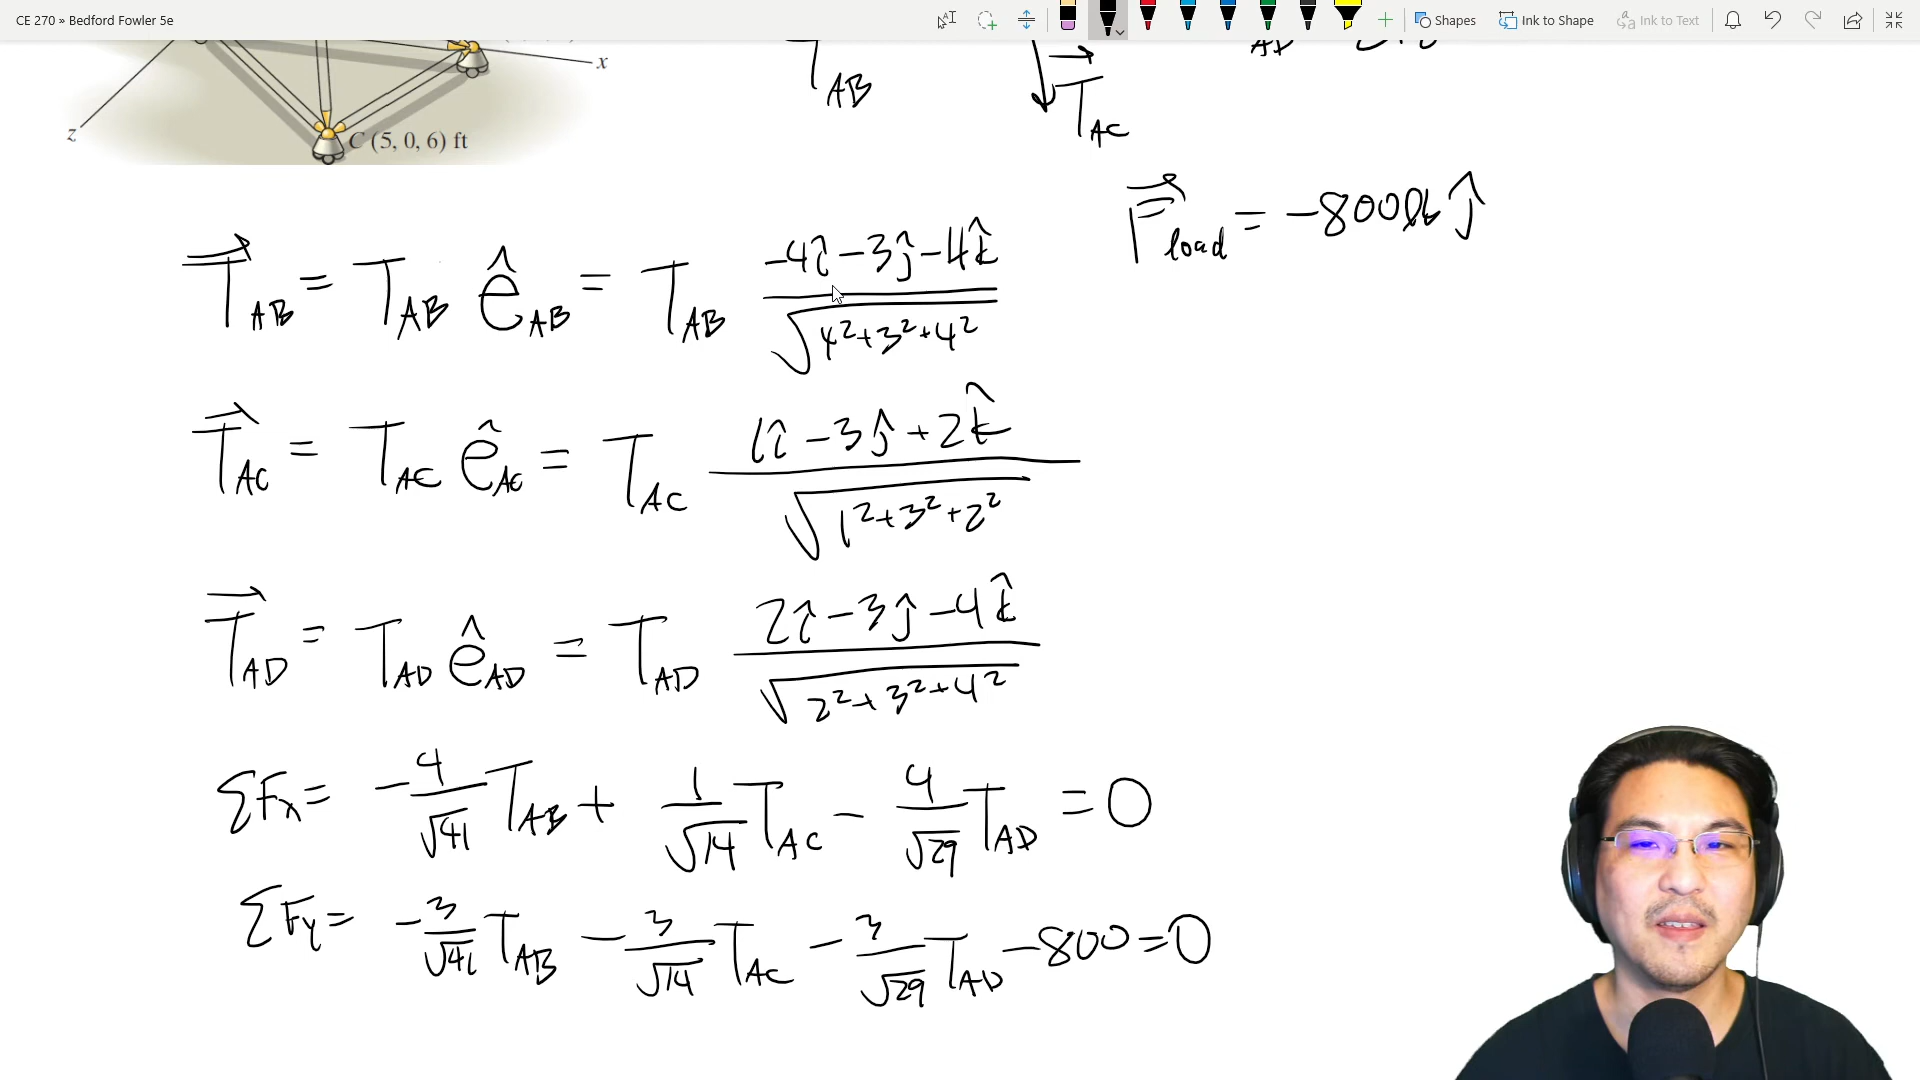 CE 270 » Bedford Fowler 5e
Shapes Ink to Shape Ink to Text
x
T_AB
AD
z
C (5, 0, 6) ft
T_AC
F_load = -800lb ĵ
T_AB = T_AB ê_AB = T_AB (-4î - 3ĵ - 4k̂) / √(4² + 3² + 4²)
T_AC = T_AC ê_AC = T_AC (1î - 3ĵ + 2k̂) / √(1² + 3² + 2²)
T_AD = T_AD ê_AD = T_AD (2î - 3ĵ - 4k̂) / √(2² + 3² + 4²)
ΣFx = -4/√41 T_AB + 1/√14 T_AC - 4/√29 T_AD = 0
ΣFy = -3/√41 T_AB - 3/√14 T_AC - 3/√29 T_AD - 800 = 0